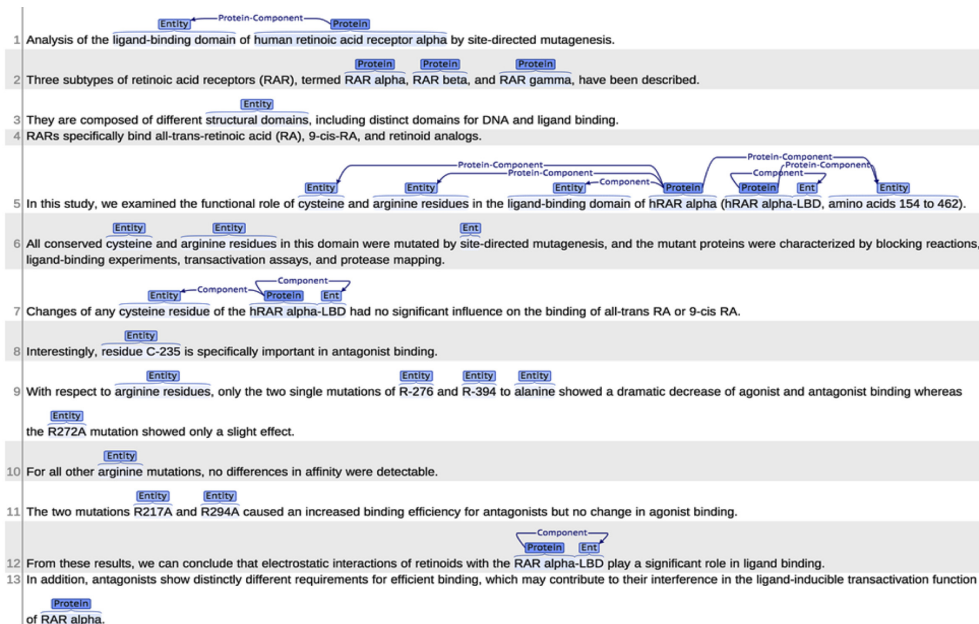 Entity Protein-Component Protein
1 Analysis of the ligand-binding domain of human retinoic acid receptor alpha by site-directed mutagenesis.
Protein Protein Protein
2 Three subtypes of retinoic acid receptors (RAR), termed RAR alpha, RAR beta, and RAR gamma, have been described.
Entity
3 They are composed of different structural domains, including distinct domains for DNA and ligand binding.
4 RARs specifically bind all-trans-retinoic acid (RA), 9-cis-RA, and retinoid analogs.
Protein-Component
Protein-Component Protein-Component
Protein-Component Component
Entity Entity Entity Component Protein Protein Ent Entity
5 In this study, we examined the functional role of cysteine and arginine residues in the ligand-binding domain of hRAR alpha (hRAR alpha-LBD, amino acids 154 to 462).
Entity Entity Ent
6 All conserved cysteine and arginine residues in this domain were mutated by site-directed mutagenesis, and the mutant proteins were characterized by blocking reactions,
ligand-binding experiments, transactivation assays, and protease mapping.
Component
Entity Component Protein Ent
7 Changes of any cysteine residue of the hRAR alpha-LBD had no significant influence on the binding of all-trans RA or 9-cis RA.
Entity
8 Interestingly, residue C-235 is specifically important in antagonist binding.
Entity Entity Entity Entity
9 With respect to arginine residues, only the two single mutations of R-276 and R-394 to alanine showed a dramatic decrease of agonist and antagonist binding whereas
Entity
the R272A mutation showed only a slight effect.
Entity
10 For all other arginine mutations, no differences in affinity were detectable.
Entity Entity
11 The two mutations R217A and R294A caused an increased binding efficiency for antagonists but no change in agonist binding.
Component
Protein Ent
12 From these results, we can conclude that electrostatic interactions of retinoids with the RAR alpha-LBD play a significant role in ligand binding.
13 In addition, antagonists show distinctly different requirements for efficient binding, which may contribute to their interference in the ligand-inducible transactivation function
Protein
of RAR alpha.